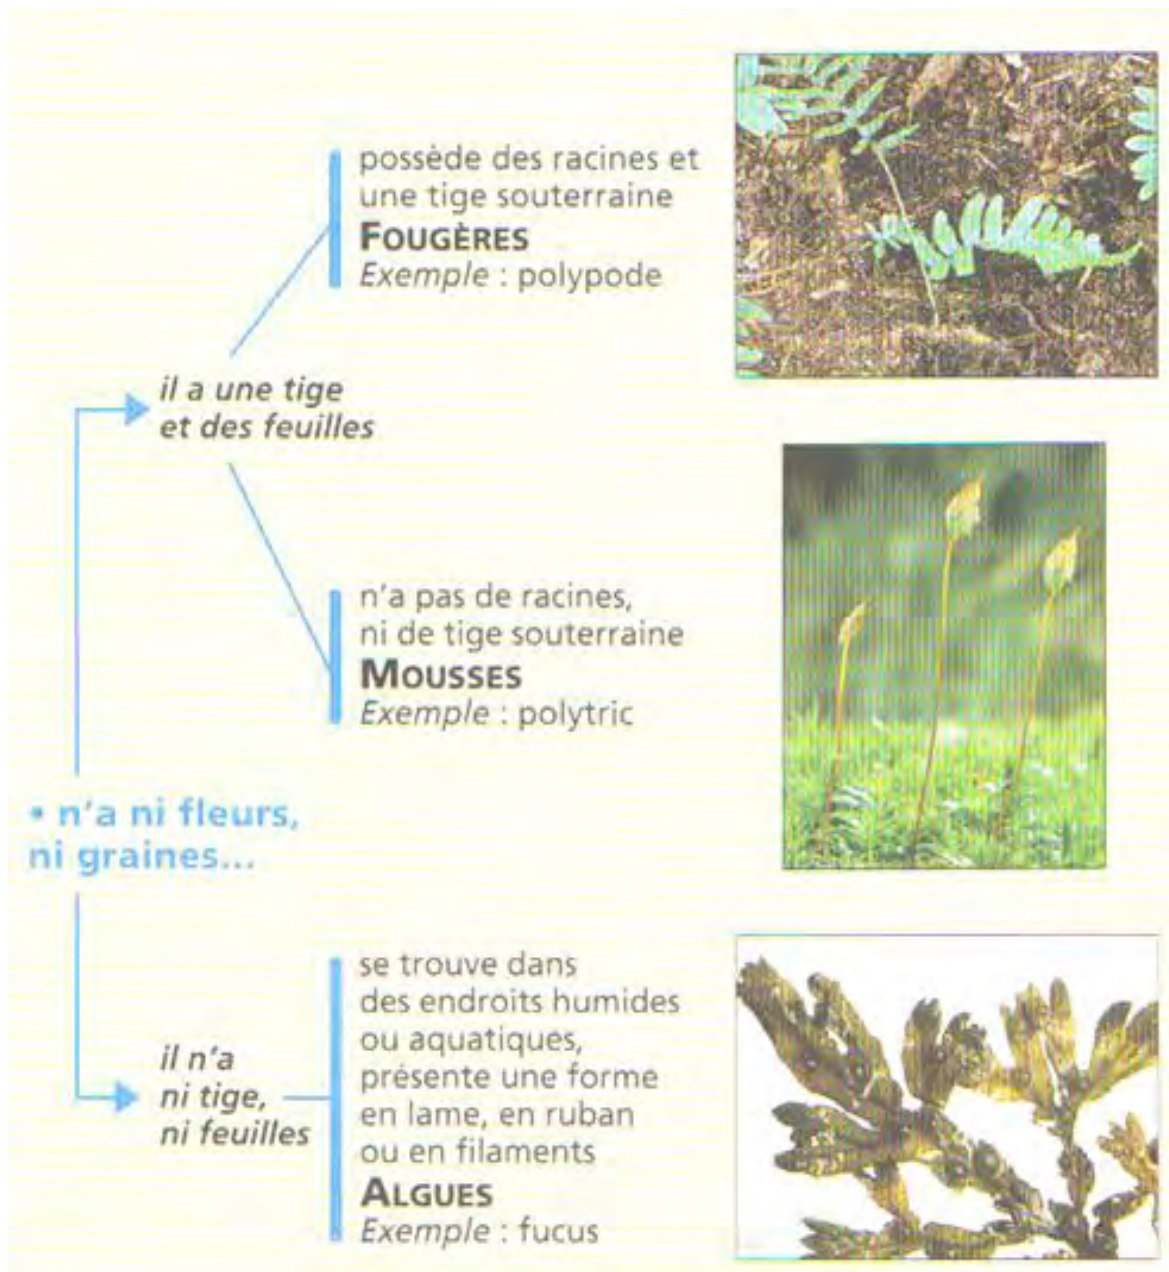 possède des racines et
une tige souterraine
FOUGÈRES
Exemple : polypode
il a une tige
et des feuilles
n'a pas de racines,
ni de tige souterraine
MOUSSES
Exemple : polytric
• n'a ni fleurs,
ni graines...
se trouve dans
des endroits humides
ou aquatiques,
présente une forme
en lame, en ruban
ou en filaments
ALGUES
Exemple : fucus
il n'a
ni tige,
ni feuilles